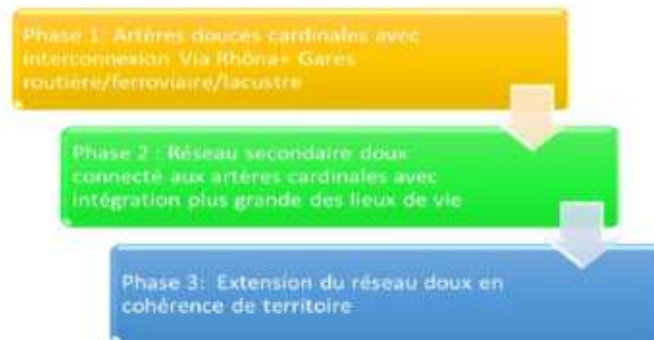 Phase 1: Artères douces cardinales avec
interconnexion Via Rhôna+ Gares
routière/ferroviaire/lacustre
Phase 2 : Réseau secondaire doux
connecté aux artères cardinales avec
intégration plus grande des lieux de vie
Phase 3: Extension du réseau doux en
cohérence de territoire